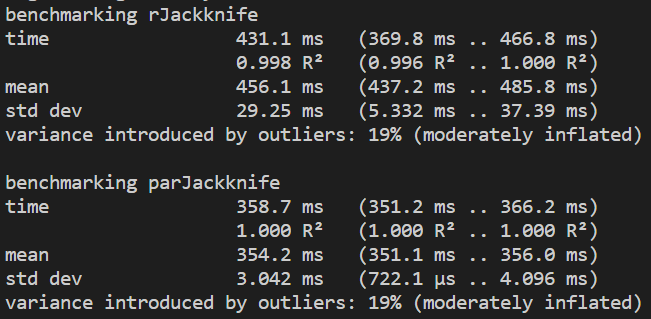 benchmarking rJackknife
time                 431.1 ms   (369.8 ms .. 466.8 ms)
                     0.998 R²   (0.996 R² .. 1.000 R²)
mean                 456.1 ms   (437.2 ms .. 485.8 ms)
std dev              29.25 ms   (5.332 ms .. 37.39 ms)
variance introduced by outliers: 19% (moderately inflated)

benchmarking parJackknife
time                 358.7 ms   (351.2 ms .. 366.2 ms)
                     1.000 R²   (1.000 R² .. 1.000 R²)
mean                 354.2 ms   (351.1 ms .. 356.0 ms)
std dev              3.042 ms   (722.1 μs .. 4.096 ms)
variance introduced by outliers: 19% (moderately inflated)